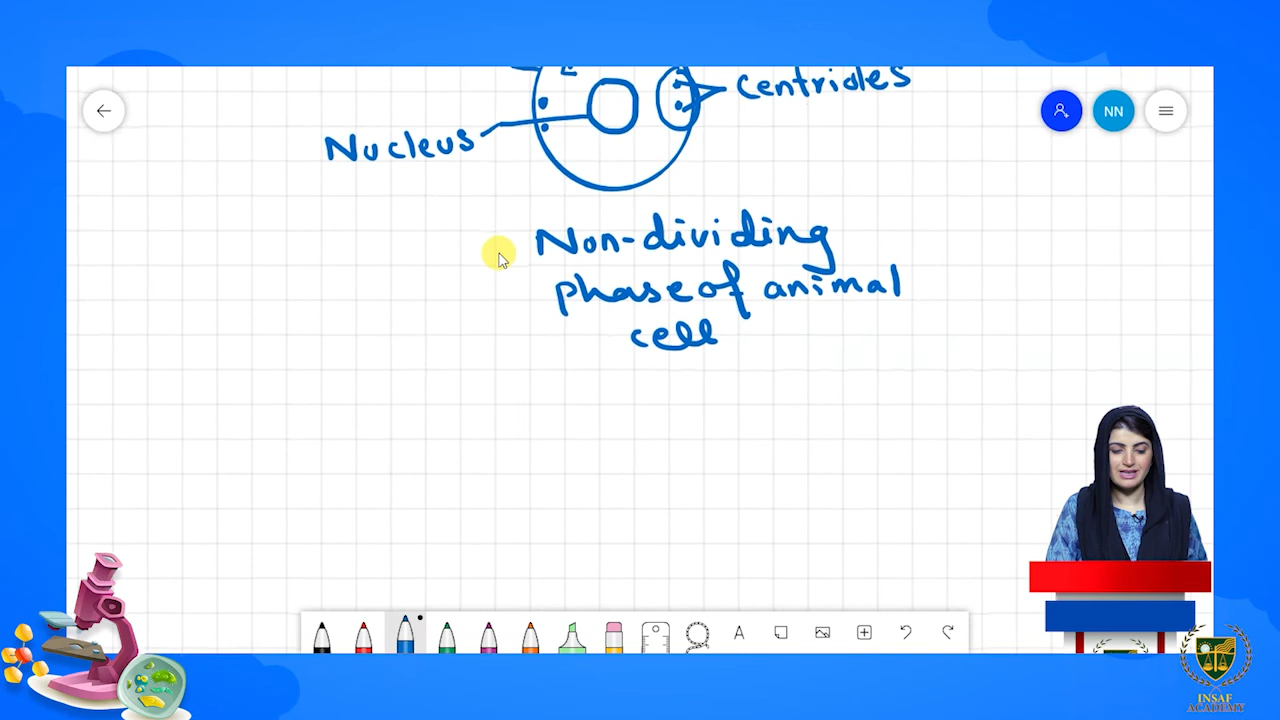 Centrioles
NN
Nucleus
Non-dividing
phase of animal
cell
A
INSAF
ACADEMY